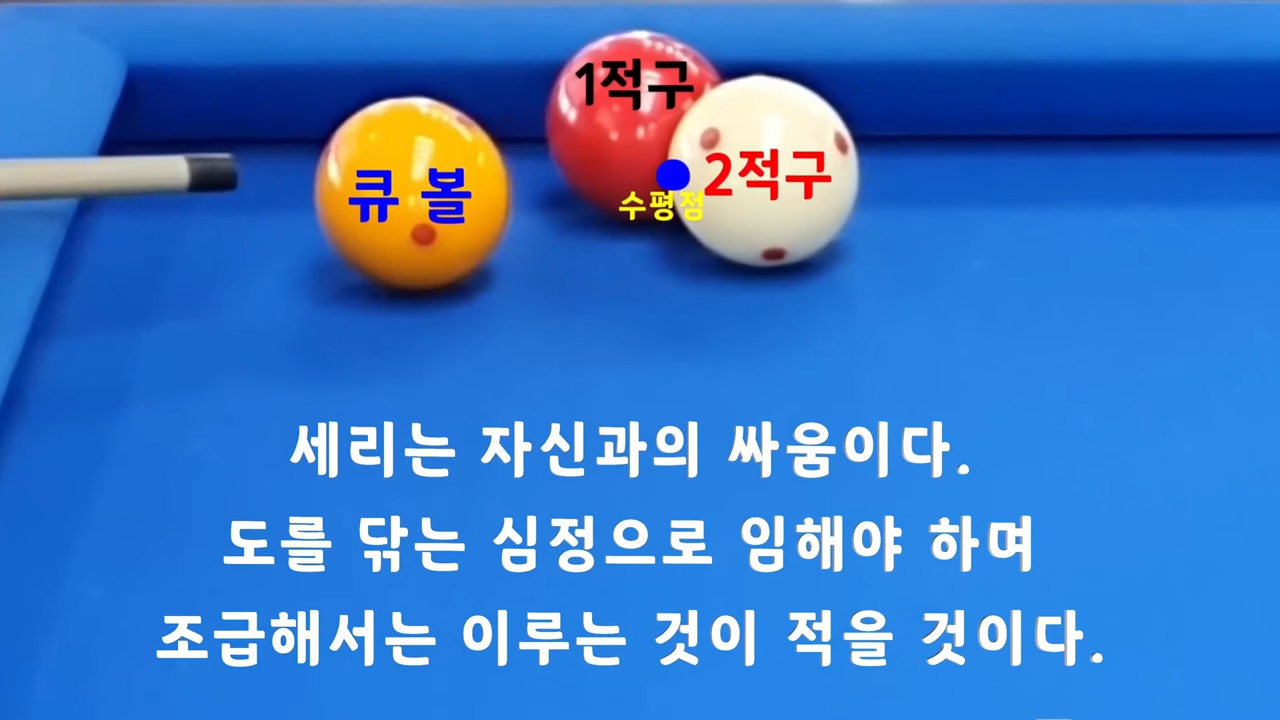 1적구
2적구
큐 볼
수평점
세리는 자신과의 싸움이다.
도를 닦는 심정으로 임해야 하며
조급해서는 이루는 것이 적을 것이다.